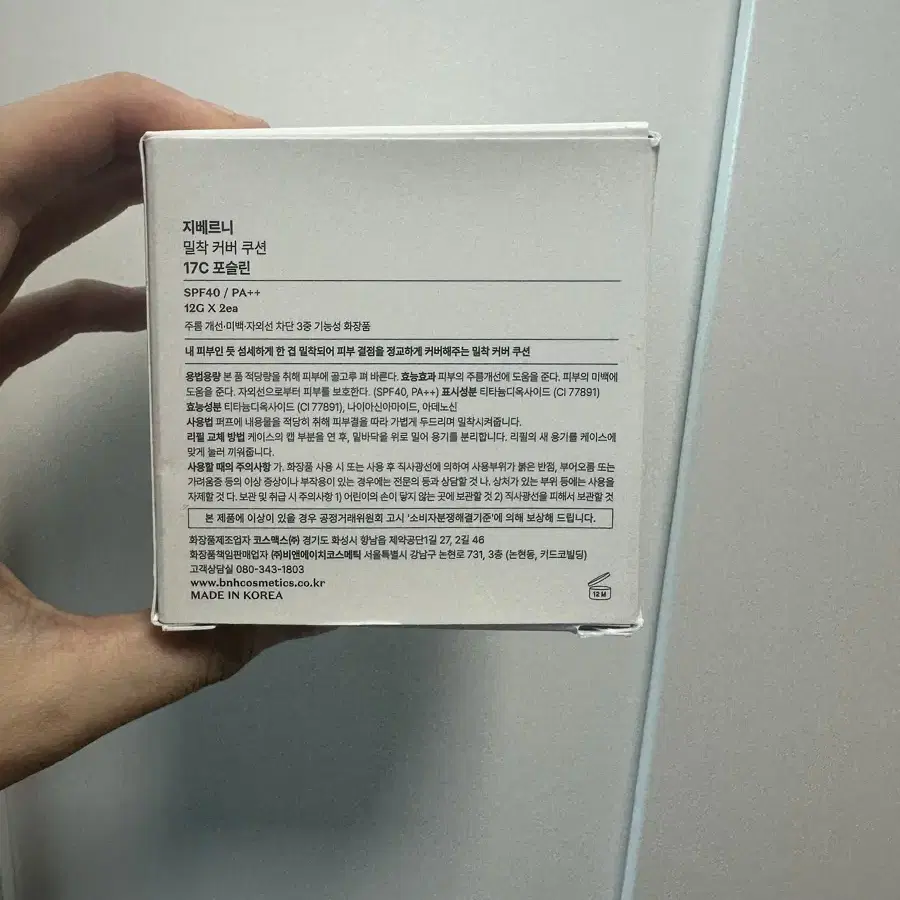 지베르니
밀착 커버 쿠션
17C 포슬린
SPF40 / PA++
12G X 2ea
주름 개선·미백·자외선 차단 3중 기능성 화장품
내 피부인 듯 섬세하게 한 겹 밀착되어 피부 결점을 정교하게 커버해주는 밀착 커버 쿠션
용법용량 본 품 적당량을 취해 피부에 골고루 펴 바른다. 효능효과 피부의 주름개선에 도움을 준다. 피부의 미백에
도움을 준다. 자외선으로부터 피부를 보호한다. (SPF40, PA++) 표시성분 티타늄디옥사이드 (CI 77891)
효능성분 티타늄디옥사이드 (CI 77891), 나이아신아마이드, 아데노신
사용법 퍼프에 내용물을 적당히 취해 피부결을 따라 가볍게 두드리며 밀착시켜줍니다.
리필 교체 방법 케이스의 캡 부분을 연 후, 밑바닥을 위로 밀어 용기를 분리합니다. 리필의 새 용기를 케이스에
맞게 눌러 끼워줍니다.
사용할 때의 주의사항 가. 화장품 사용 시 또는 사용 후 직사광선에 의하여 사용부위가 붉은 반점, 부어오름 또는
가려움증 등의 이상 증상이나 부작용이 있는 경우에는 전문의 등과 상담할 것 나. 상처가 있는 부위 등에는 사용을
자제할 것 다. 보관 및 취급 시 주의사항 1) 어린이의 손이 닿지 않는 곳에 보관할 것 2) 직사광선을 피해서 보관할 것
본 제품에 이상이 있을 경우 공정거래위원회 고시 '소비자분쟁해결기준'에 의해 보상해 드립니다.
화장품제조업자 코스맥스㈜ 경기도 화성시 향남읍 제약공단1길 27, 2길 46
화장품책임판매업자 ㈜비앤에이치코스메틱 서울특별시 강남구 논현로 731, 3층 (논현동, 키드코빌딩)
고객상담실 080-343-1803
www.bnhcosmetics.co.kr
MADE IN KOREA
12 M